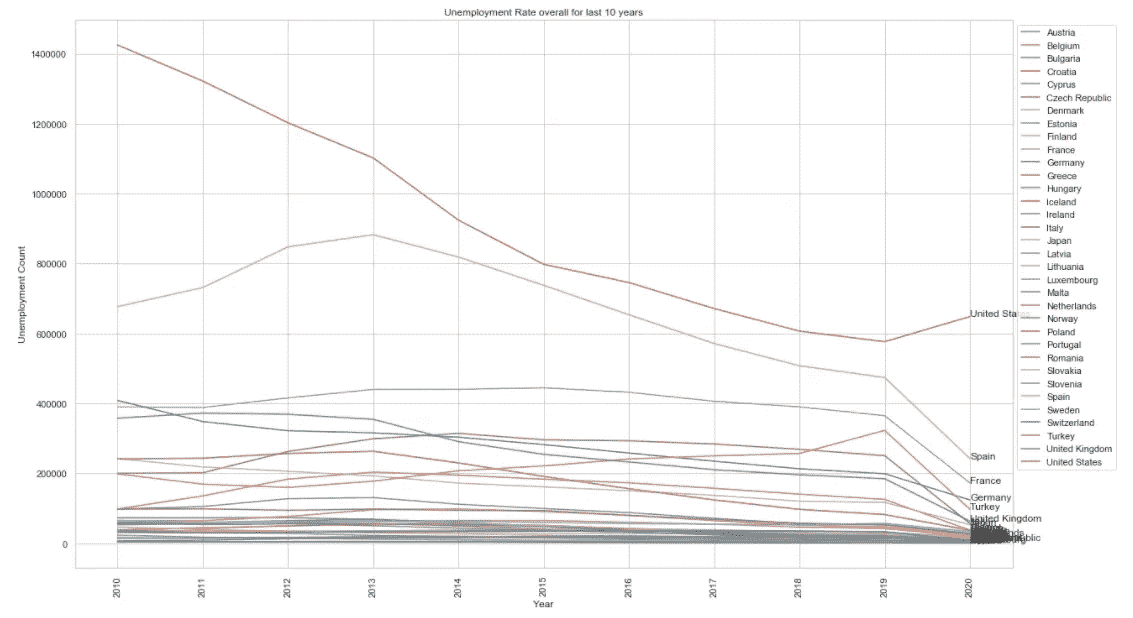 Unemployment Rate overall for last 10 years
1400000
1200000
1000000
800000
600000
400000
200000
0
Unemployment Count
2010
2011
2012
2013
2014
2015
2016
2017
2018
2019
2020
Year
United States
Spain
France
Germany
Turkey
United Kingdom
Austria
Belgium
Bulgaria
Croatia
Cyprus
Czech Republic
Denmark
Estonia
Finland
France
Germany
Greece
Hungary
Iceland
Ireland
Italy
Japan
Latvia
Lithuania
Luxembourg
Malta
Netherlands
Norway
Poland
Portugal
Romania
Slovakia
Slovenia
Spain
Sweden
Switzerland
Turkey
United Kingdom
United States